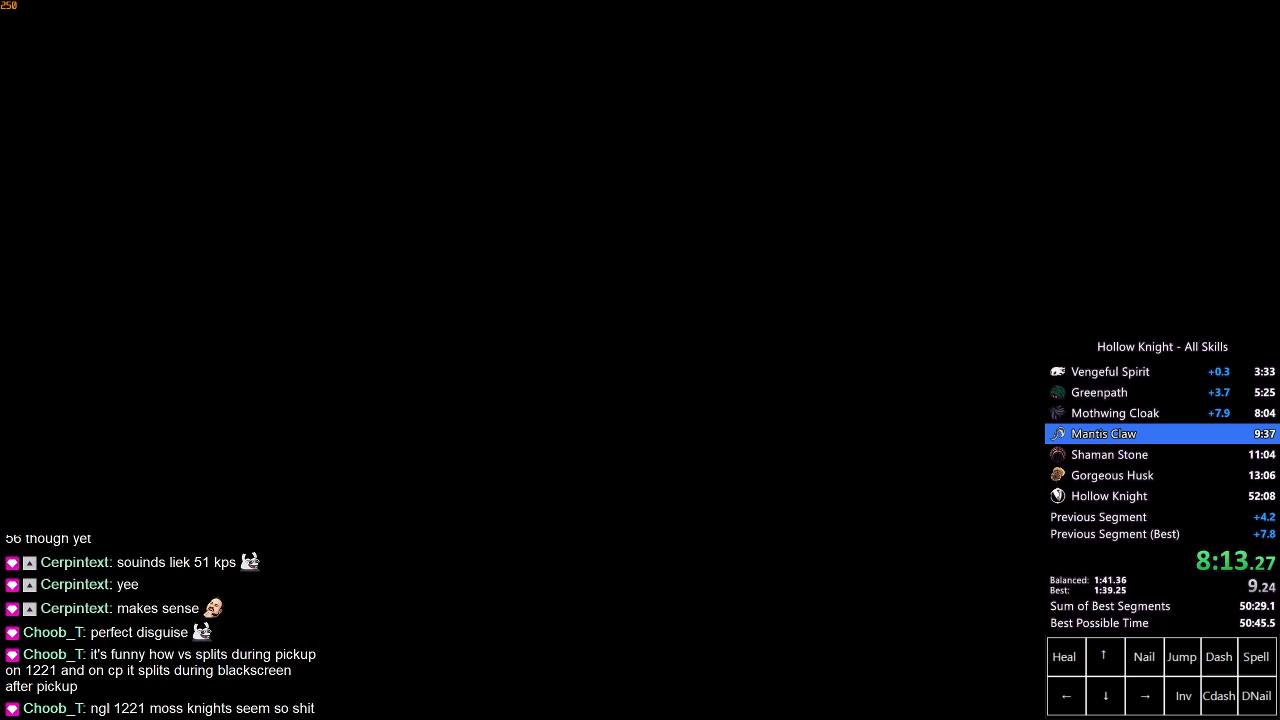 250
56 though yet
Cerpintext: souinds liek 51 kps
Cerpintext: yee
Cerpintext: makes sense
Choob_T: perfect disguise
Choob_T: it's funny how vs splits during pickup
on 1221 and on cp it splits during blackscreen
after pickup
Choob_T: ngl 1221 moss knights seem so shit
Hollow Knight - All Skills
Vengeful Spirit +0.3 3:33
Greenpath +3.7 5:25
Mothwing Cloak +7.9 8:04
Mantis Claw 9:37
Shaman Stone 11:04
Gorgeous Husk 13:06
Hollow Knight 52:08
Previous Segment +4.2
Previous Segment (Best) +7.8
8:13.27
Balanced: 1:41.36
Best: 1:39.25
9.24
Sum of Best Segments 50:29.1
Best Possible Time 50:45.5
Heal ↑ Nail Jump Dash Spell
← ↓ → Inv Cdash DNail